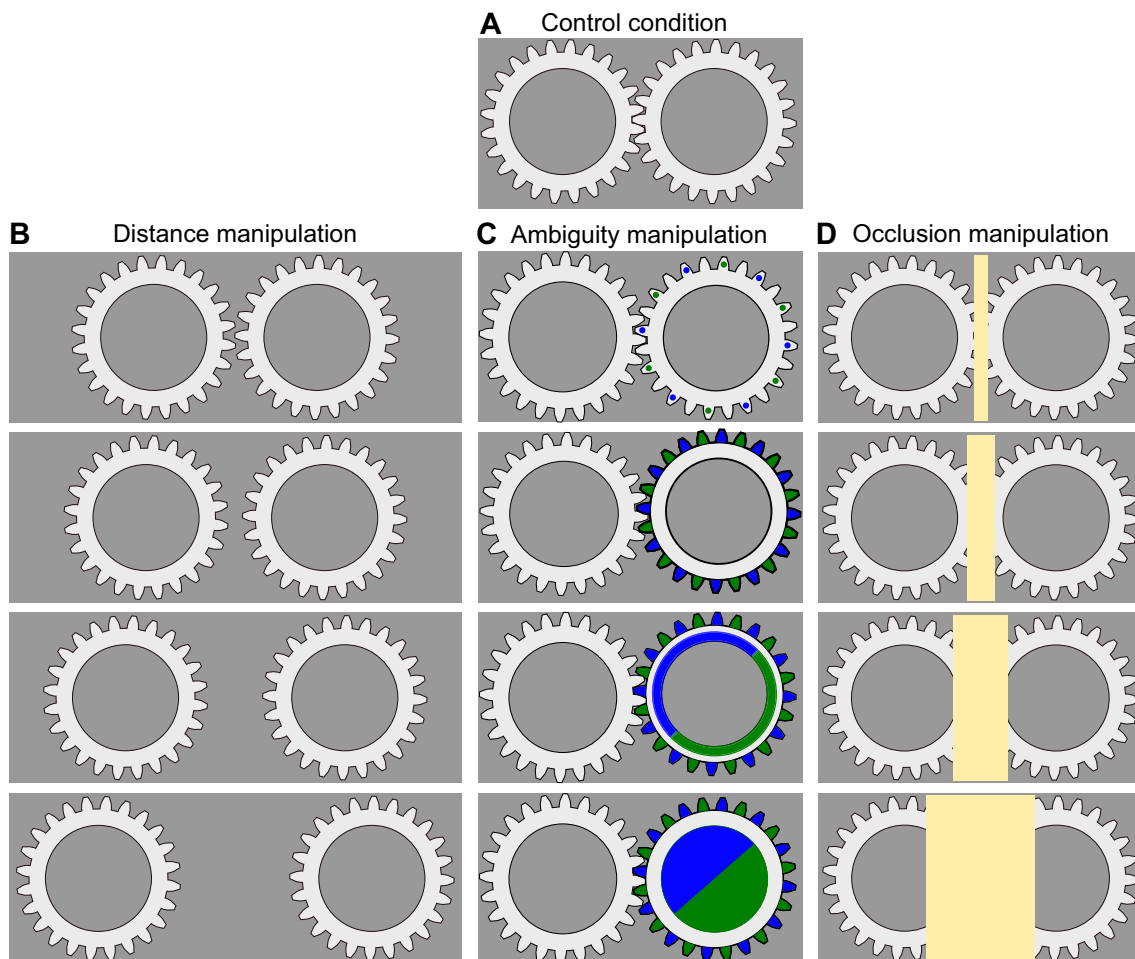 A Control condition
B Distance manipulation
C Ambiguity manipulation
D Occlusion manipulation